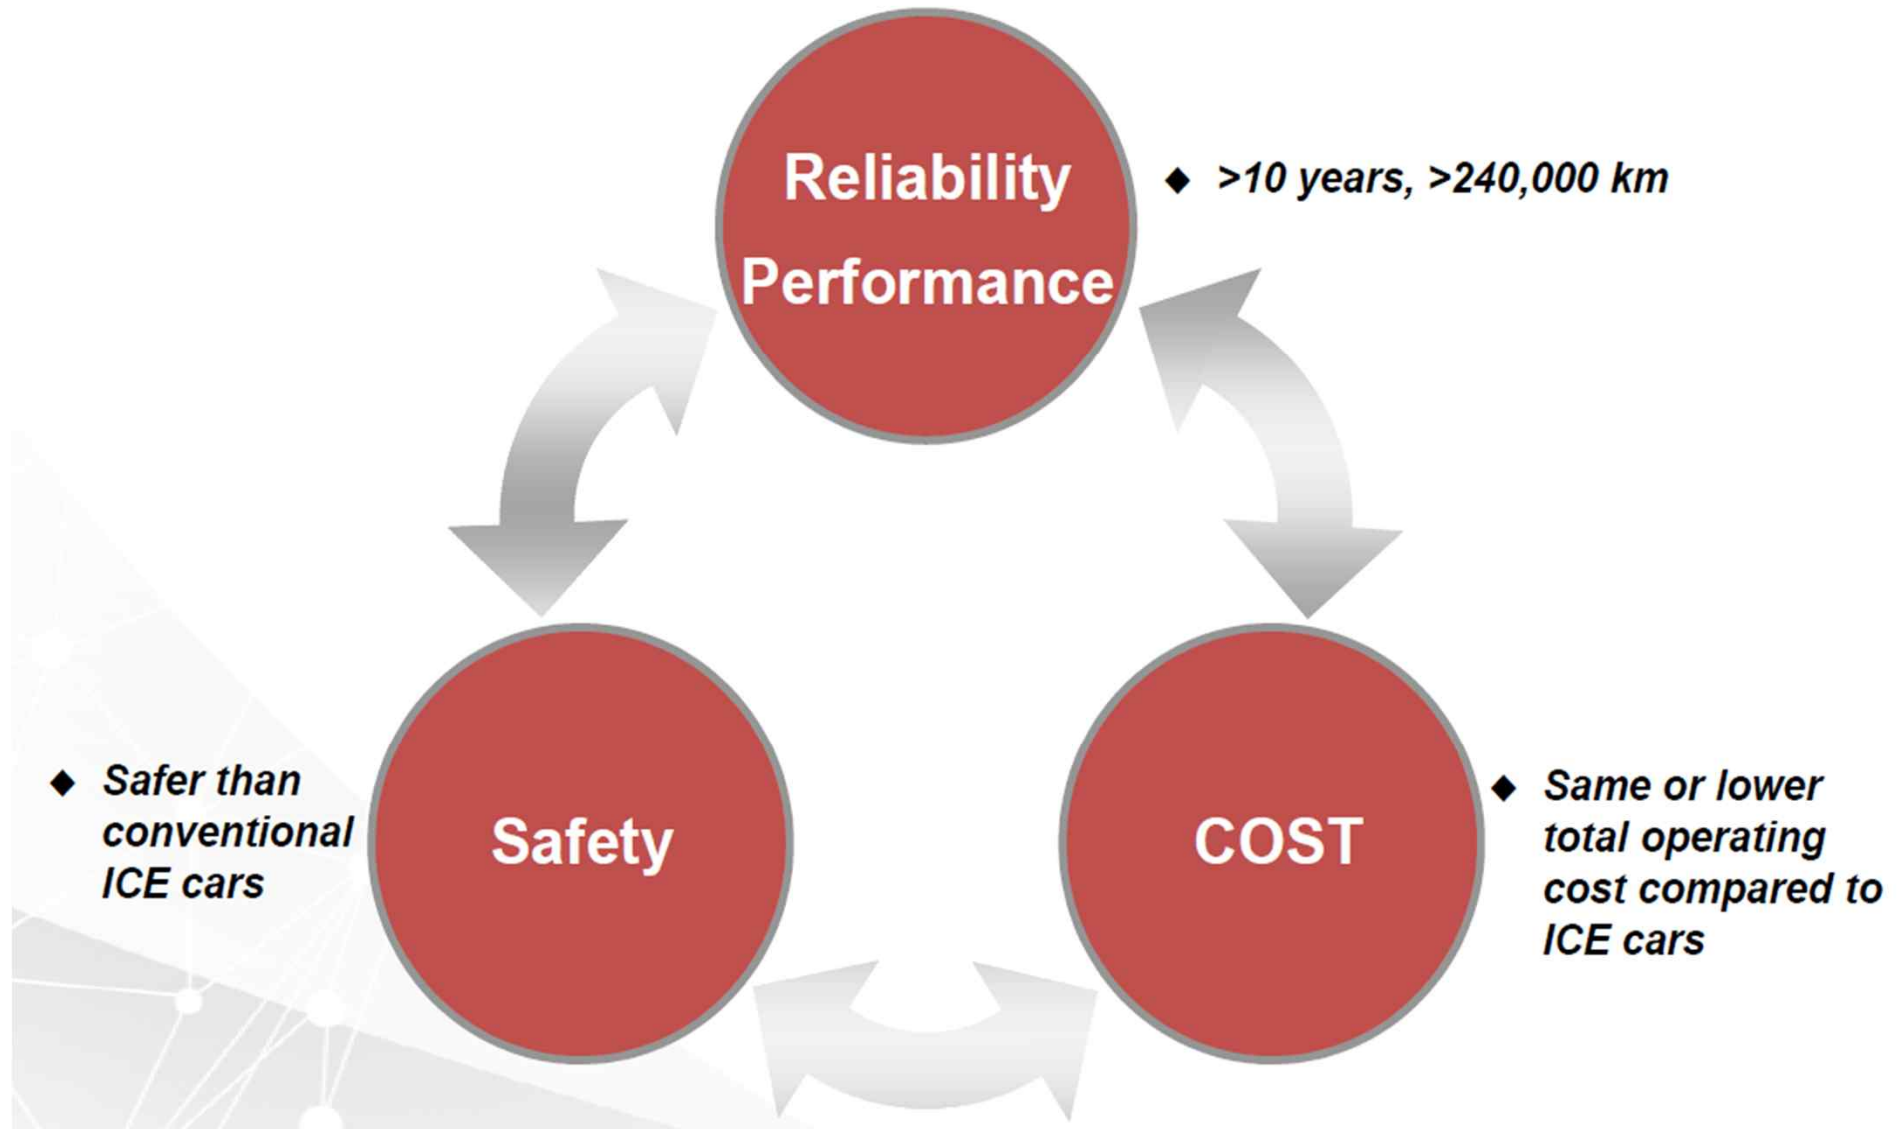 Reliability
Performance
◆ >10 years, >240,000 km
Safety
◆ Safer than
conventional
ICE cars
COST
◆ Same or lower
total operating
cost compared to
ICE cars